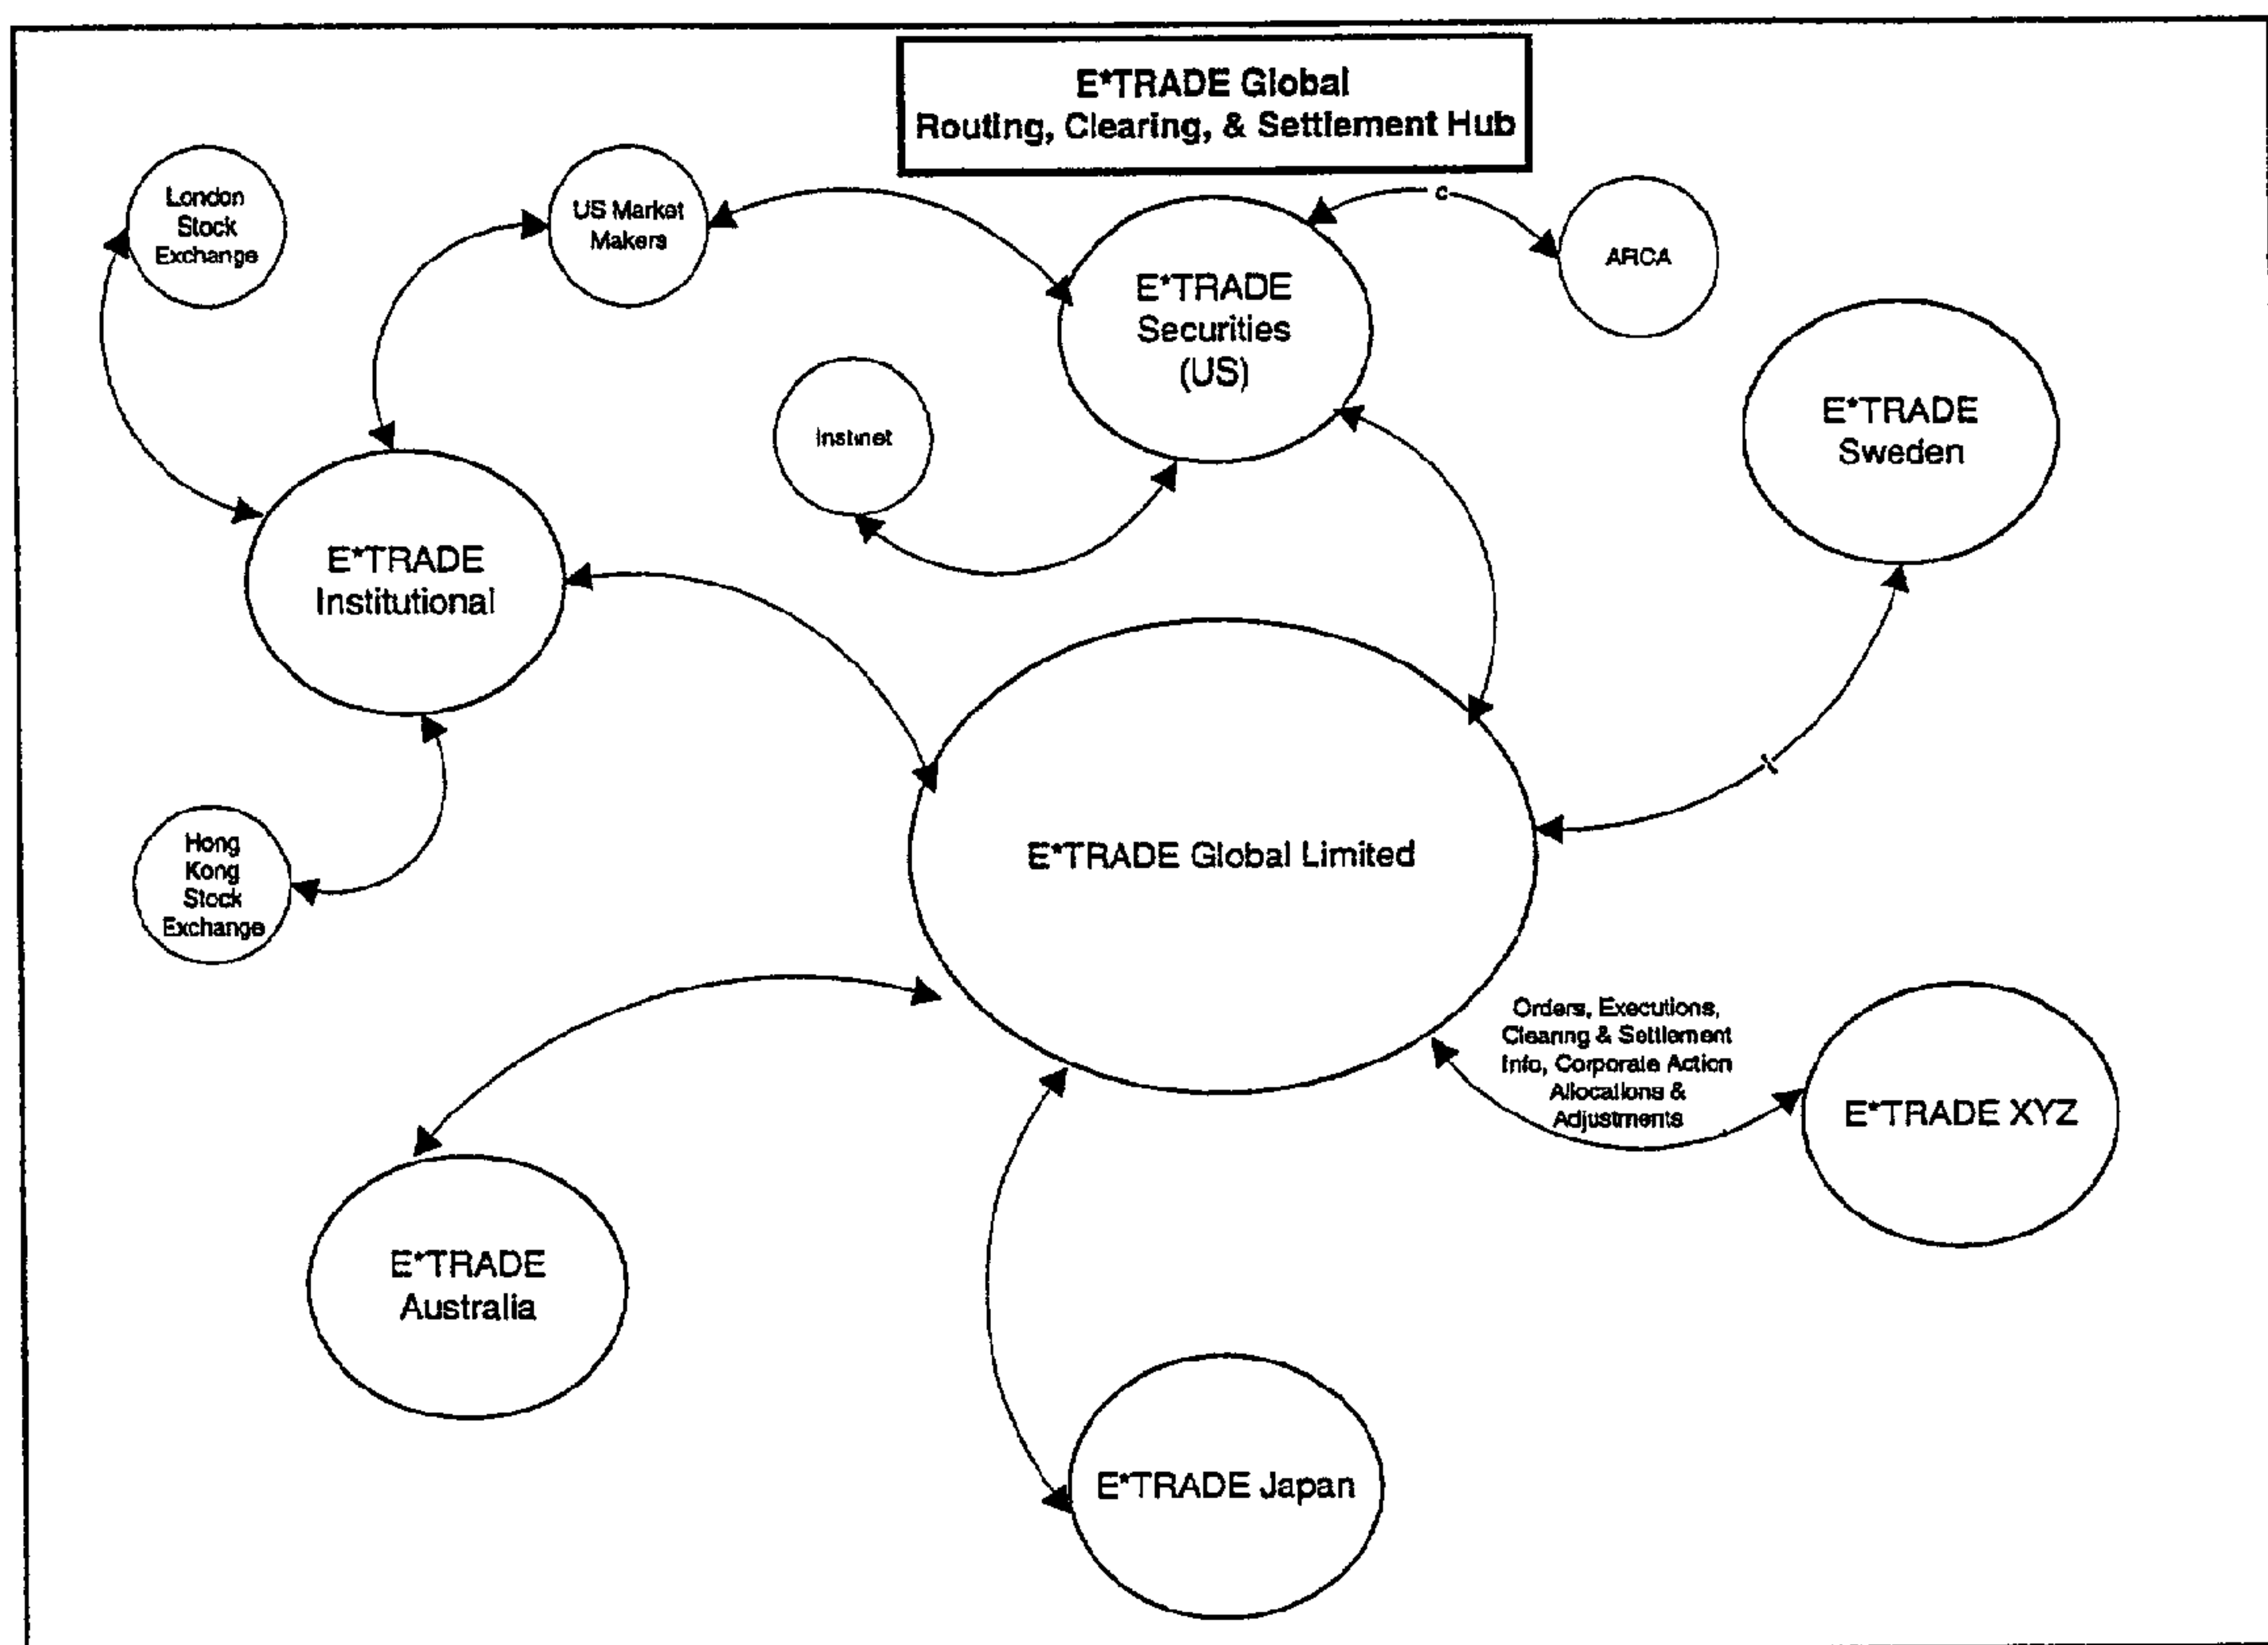 E*TRADE Global
Routing, Clearing, & Settlement Hub
London
Stock
Exchange
US Market
Makers
E*TRADE
Securities
(US)
ARCA
Instinet
E*TRADE
Sweden
E*TRADE
Institutional
E*TRADE Global Limited
Hong
Kong
Stock
Exchange
Orders, Executions,
Clearing & Settlement
Info, Corporate Action
Allocations &
Adjustments
E*TRADE XYZ
E*TRADE
Australia
E*TRADE Japan